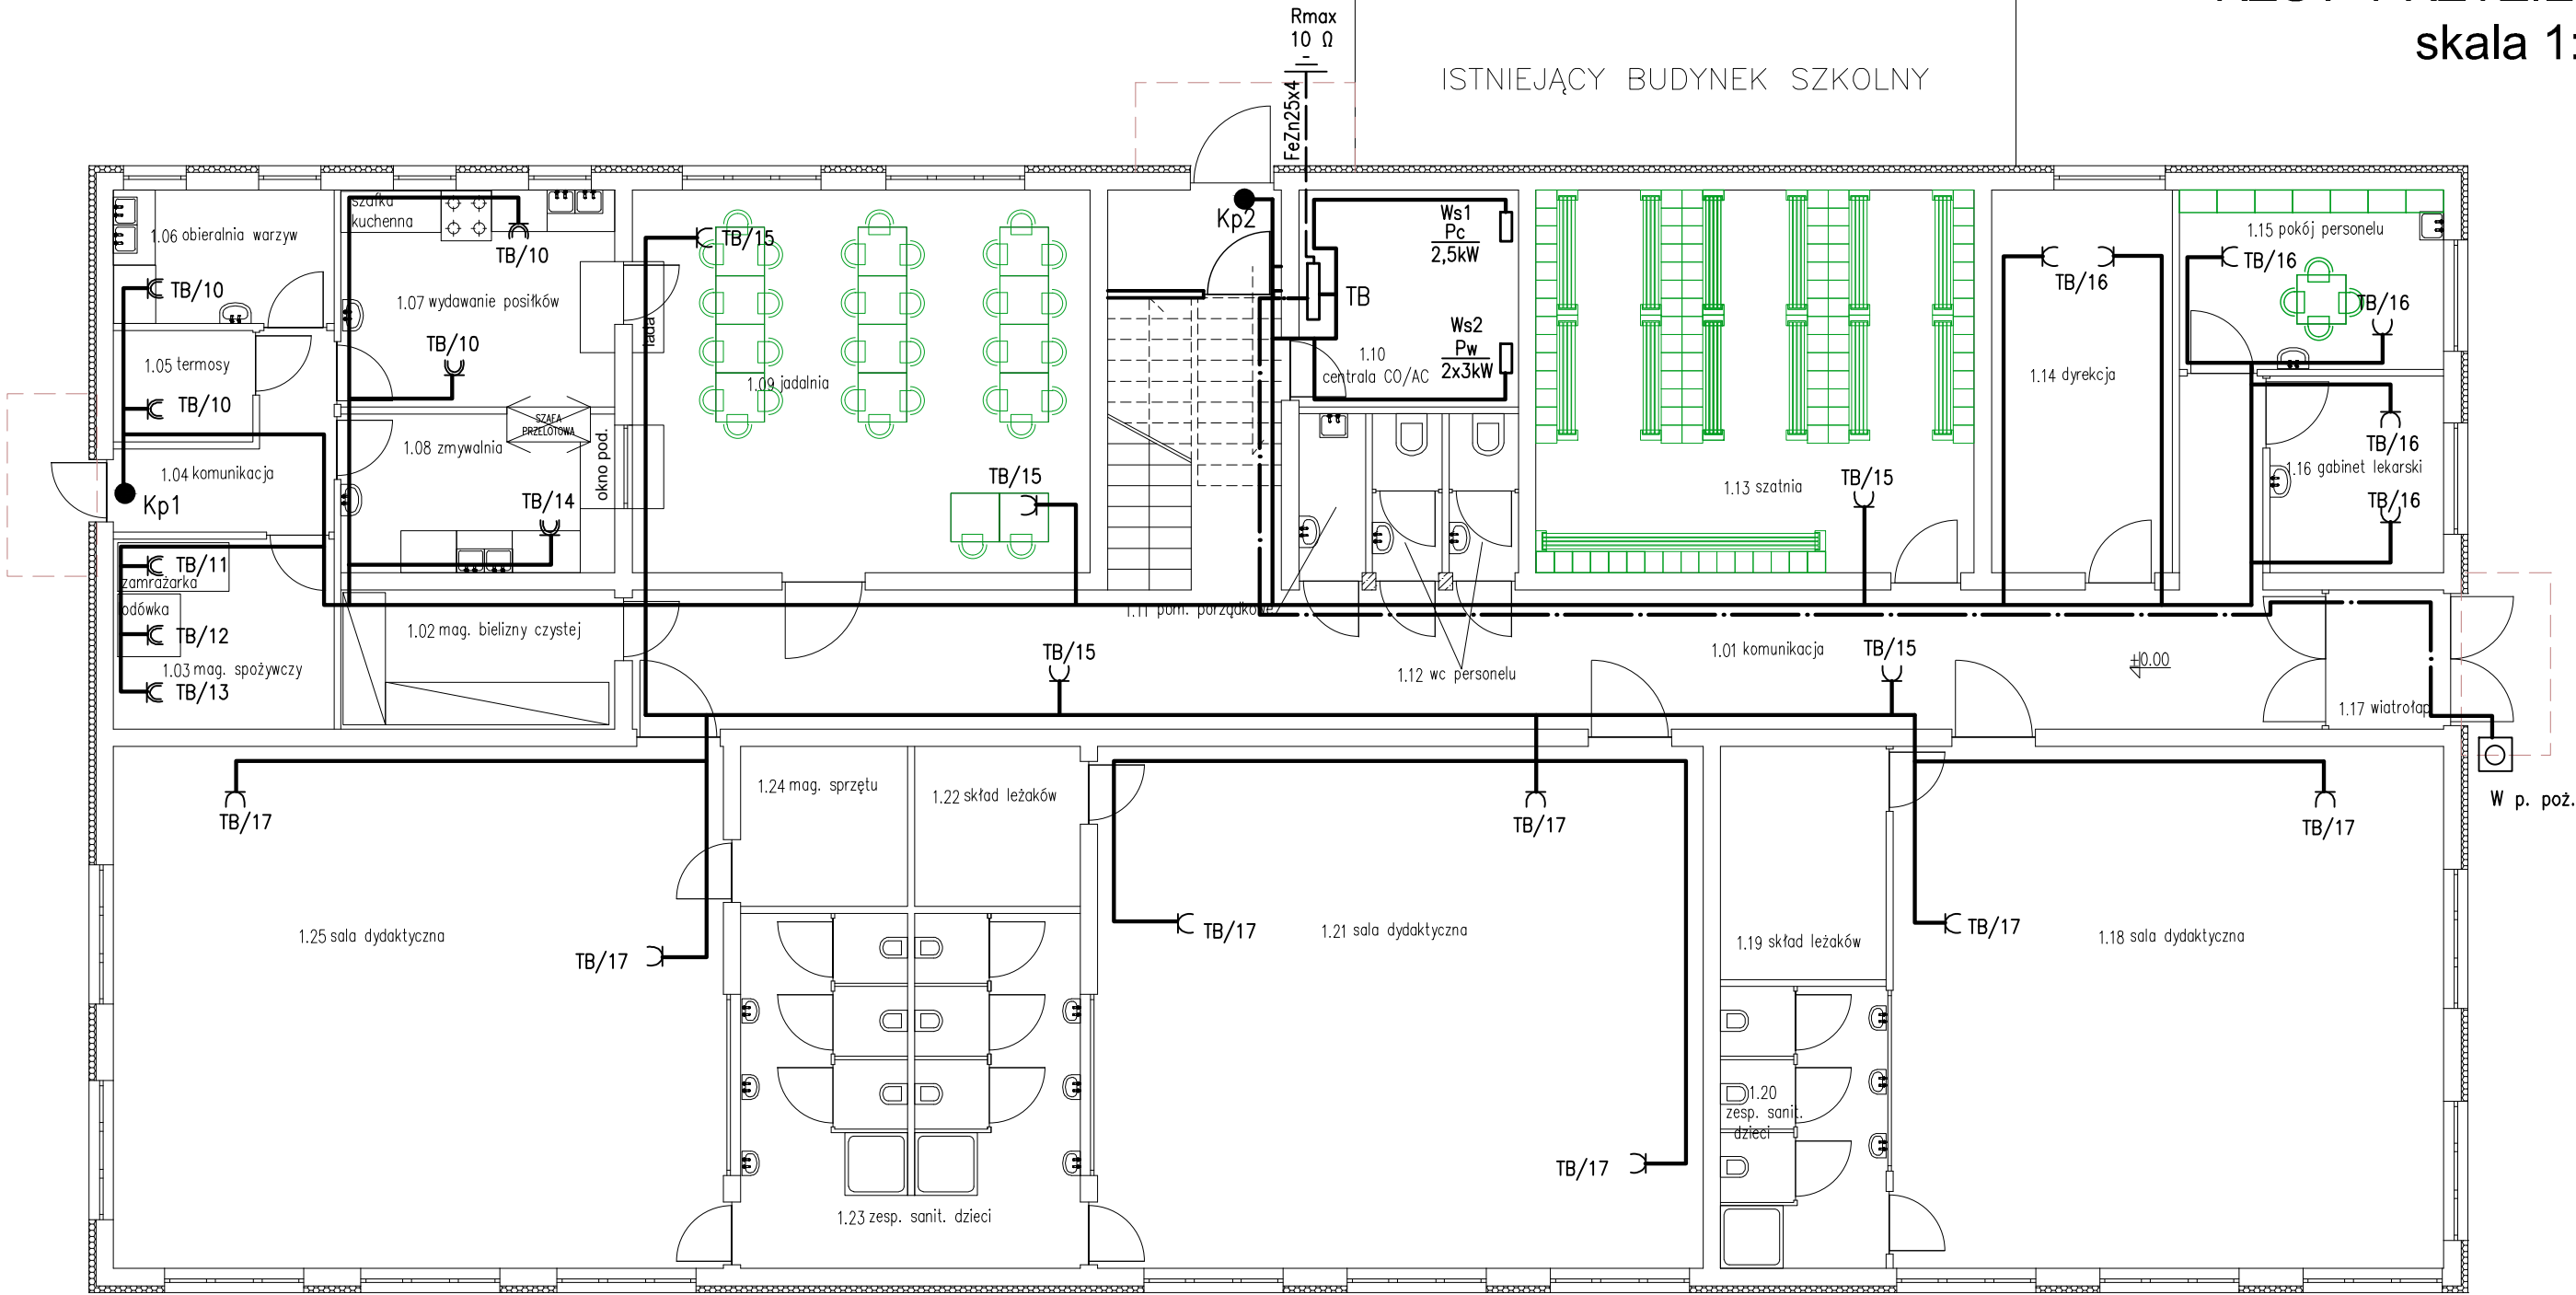 skala 1:
Rmax
10 Ω
FeZn25x4
ISTNIEJĄCY BUDYNEK SZKOLNY
szafka
kuchenna
1.06 obieralnia warzyw
TB/10
TB/10
1.07 wydawanie posiłków
TB/10
1.05 termosy
TB/10
lada
TB/15
1.09 jadalnia
SZAFA
PRZELOTOWA
okno pod.
1.08 zmywalnia
TB/14
1.04 komunikacja
Kp1
TB/15
Kp2
TB
Ws1
Pc
2,5kW
Ws2
Pw
2x3kW
1.10
centrala CO/AC
1.13 szatnia
TB/15
TB/16
1.14 dyrekcja
1.15 pokój personelu
TB/16
TB/16
TB/16
1.16 gabinet lekarski
TB/16
TB/11
zamrażarka
odówka
TB/12
1.03 mag. spożywczy
TB/13
1.02 mag. bielizny czystej
1.11 pom. porządkowe
TB/15
1.12 wc personelu
1.01 komunikacja
TB/15
±0.00
1.17 wiatrołap
W p. poż.
TB/17
1.24 mag. sprzętu
1.22 skład leżaków
TB/17
TB/17
1.25 sala dydaktyczna
TB/17
TB/17
1.21 sala dydaktyczna
1.19 skład leżaków
TB/17
1.18 sala dydaktyczna
1.20
zesp. sanit.
dzieci
TB/17
1.23 zesp. sanit. dzieci